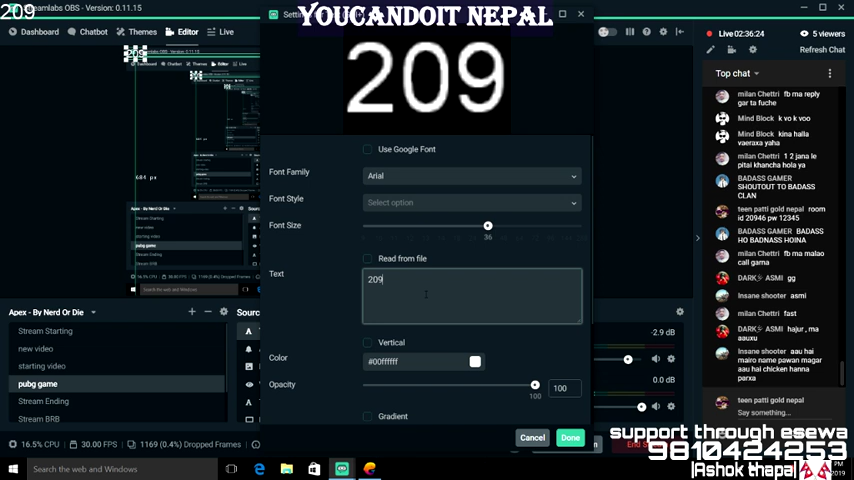 209
Streamlabs OBS - Version: 0.11.15
Dashboard
Chatbot
Themes
Editor
Live
YOUCANDOIT NEPAL
209
Live 02:36:24
5 viewers
Refresh Chat
Top chat
Use Google Font
Font Family
Arial
Font Style
Select option
Font Size
36
Read from file
Text
209
Vertical
Color
#00ffffff
Opacity
100
100
Gradient
Cancel
Done
684 px
Apex - By Nerd Or Die
Stream Starting
new video
starting video
pubg game
Stream Ending
Stream BRB
-2.9 dB
0.0 dB
milan Chettri fb ma reply
gar ta fuche
Mind Block k vo k voo
Mind Block kina halla
vaeraxa yaha
milan Chettri 1 2 jana le
pitai khancha hola ya
BADASS GAMER
SHOUTOUT TO BADASS
CLAN
teen patti gold nepal room
id 20946 pw 12345
BADASS GAMER BADASS
HO BADNASS HOINA
milan Chettri fb ma malao
call gama
DARK gg
Insane shooter asmi
milan Chettri fast
DARK hajur , ma
aauxu
Insane shooter aau hai
mairo name pawan magar
aau hai chicken hanna
parxa
teen patti gold nepal
Say something...
16.5% CPU
30.00 FPS
1169 (0.4%) Dropped Frames
support through esewa
9810424253
[Ashok thapa]
Search the web and Windows